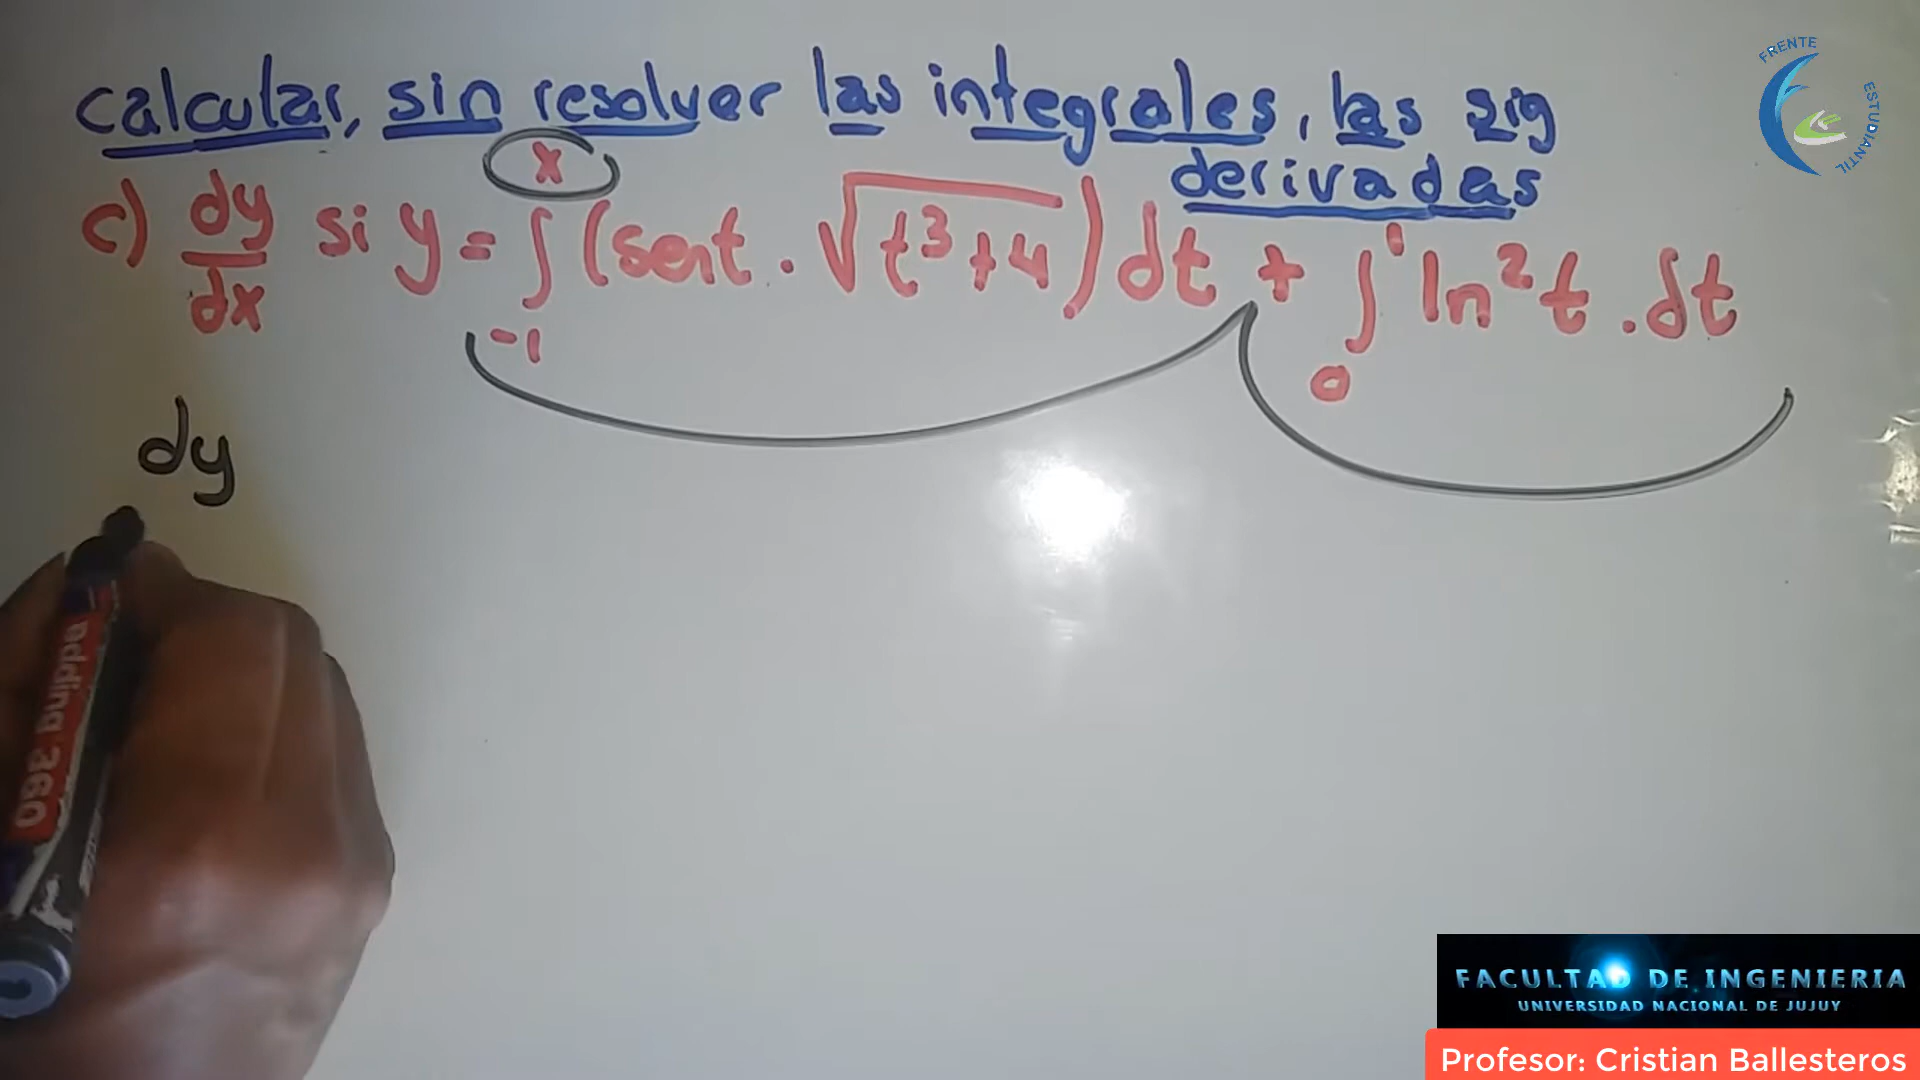 calcular, sin resolver las integrales, las sig
derivadas
c) dy/dx si y = ∫_{-1}^{x} (sent . √(t³+4)) dt + ∫_{0}^{1} ln²t . dt
dy
edding 360
FRENTE ESTUDIANTIL
FACULTAD DE INGENIERIA
UNIVERSIDAD NACIONAL DE JUJUY
Profesor: Cristian Ballesteros